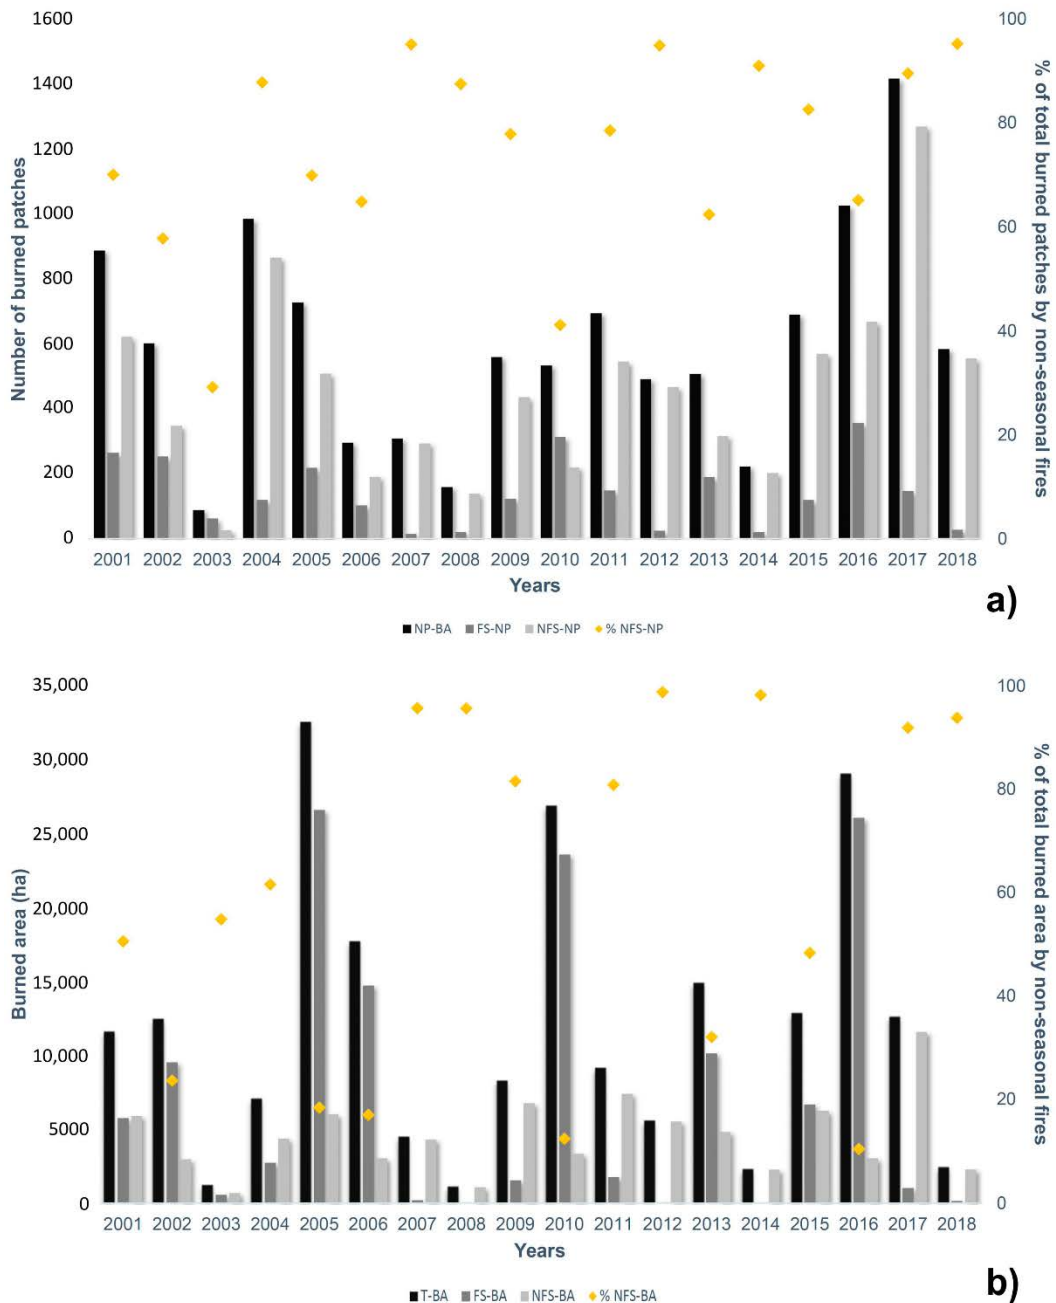 1600
1400
1200
1000
800
600
400
200
0
Number of burned patches
100
80
60
40
20
0
% of total burned patches by non-seasonal fires
2001 2002 2003 2004 2005 2006 2007 2008 2009 2010 2011 2012 2013 2014 2015 2016 2017 2018
Years
a)
NP-BA FS-NP NFS-NP % NFS-NP
35,000
30,000
25,000
20,000
15,000
10,000
5000
0
Burned area (ha)
100
80
60
40
20
0
% of total burned area by non-seasonal fires
2001 2002 2003 2004 2005 2006 2007 2008 2009 2010 2011 2012 2013 2014 2015 2016 2017 2018
Years
b)
T-BA FS-BA NFS-BA % NFS-BA